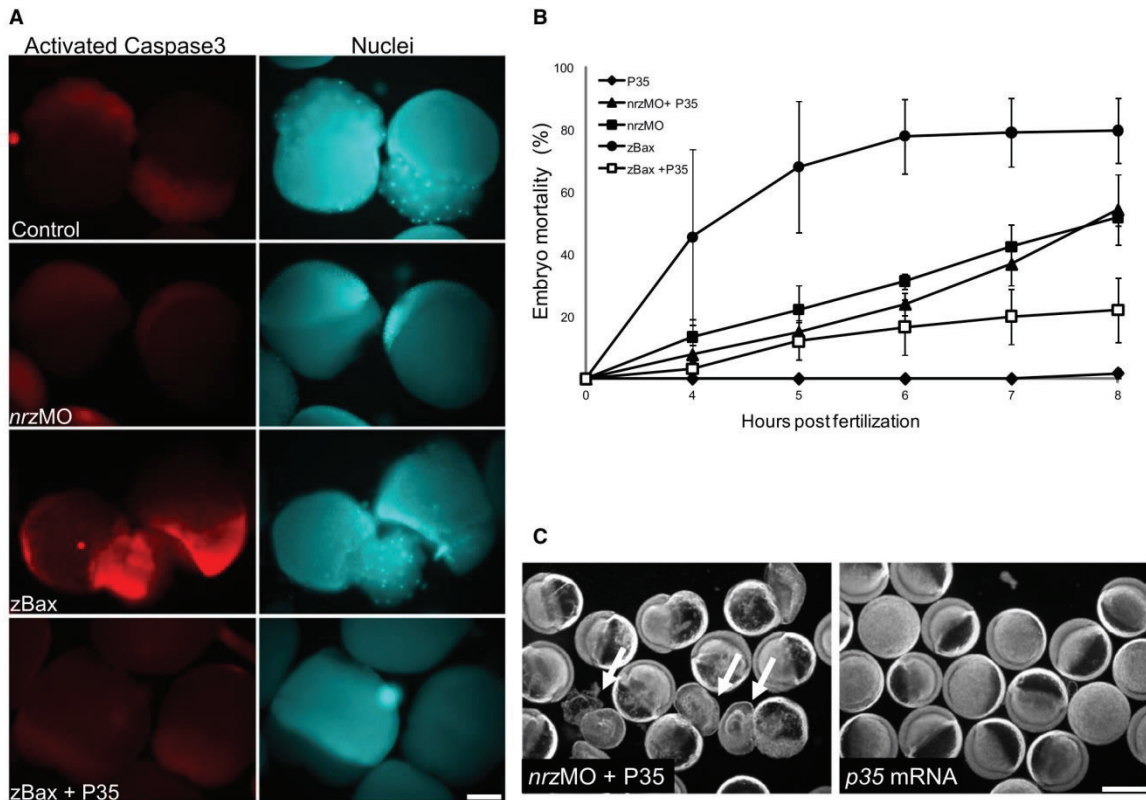 A
Activated Caspase3 Nuclei
Control
nrzMO
zBax
zBax + P35
B
Embryo mortality (%)
100
80
60
40
20
P35
nrzMO+ P35
nrzMO
zBax
zBax +P35
0 4 5 6 7 8
Hours post fertilization
C
nrzMO + P35
p35 mRNA